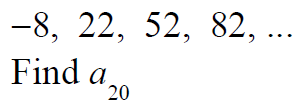 −8, 22, 52, 82, ...
Find a₂₀